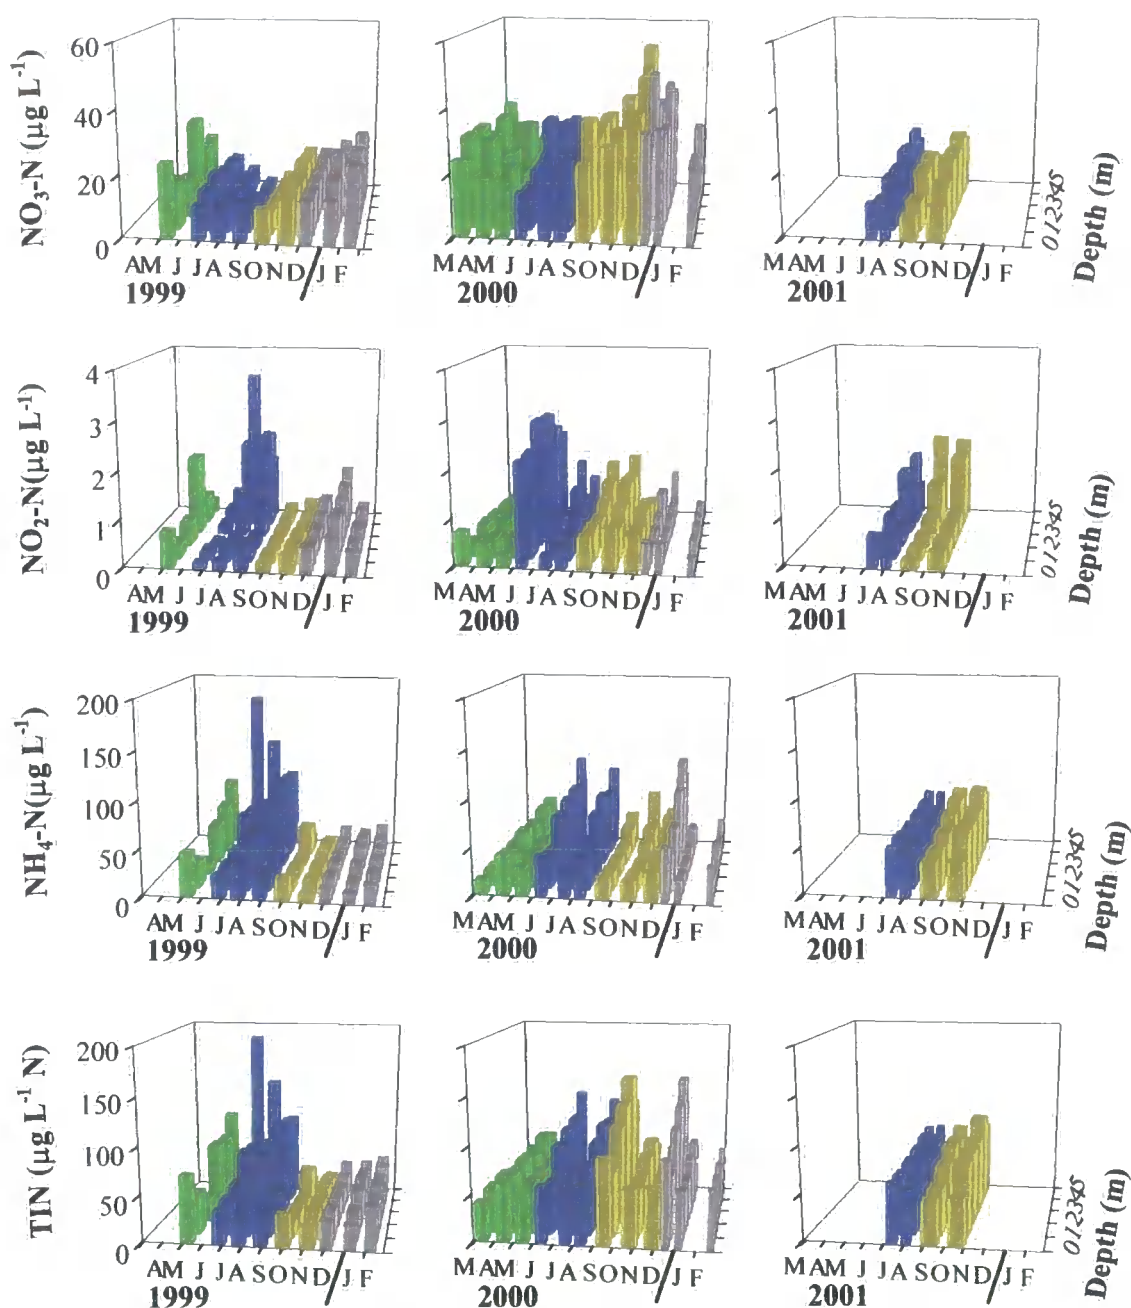 NO₃-N (µg L⁻¹)
60
40
20
0
AM J JA SOND J F
1999
MAM J JA SOND J F
2000
MAM J JA SOND J F
2001
012345
Depth (m)
NO₂-N(µg L⁻¹)
4
3
2
1
0
AM J JA SOND J F
1999
MAM J JA SOND J F
2000
MAM J JA SOND J F
2001
012345
Depth (m)
NH₄-N(µg L⁻¹)
200
150
100
50
0
AM J JA SOND J F
1999
MAM J JA SOND J F
2000
MAM J JA SOND J F
2001
012345
Depth (m)
TIN (µg L⁻¹ N)
200
150
100
50
0
AM J JA SOND J F
1999
MAM J JA SOND J F
2000
MAM J JA SOND J F
2001
012345
Depth (m)